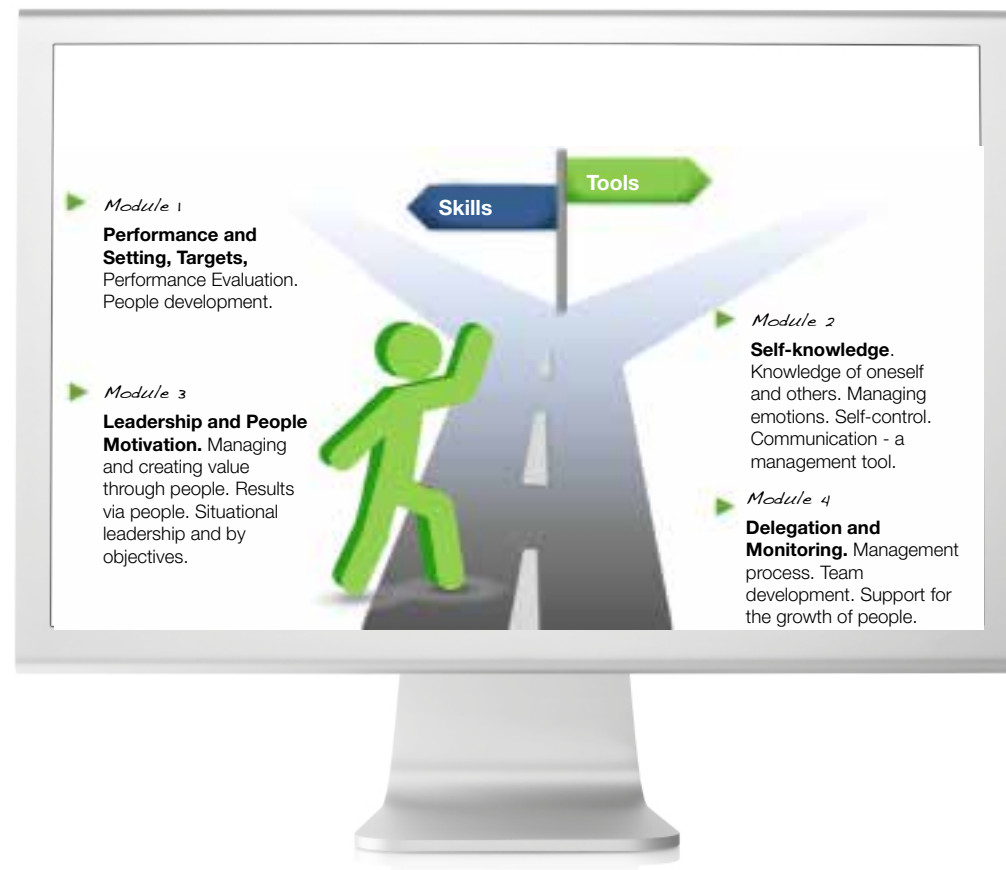 Skills
Tools
Module 1
Performance and
Setting, Targets,
Performance Evaluation.
People development.
Module 3
Leadership and People
Motivation. Managing
and creating value
through people. Results
via people. Situational
leadership and by
objectives.
Module 2
Self-knowledge.
Knowledge of oneself
and others. Managing
emotions. Self-control.
Communication - a
management tool.
Module 4
Delegation and
Monitoring. Management
process. Team
development. Support for
the growth of people.